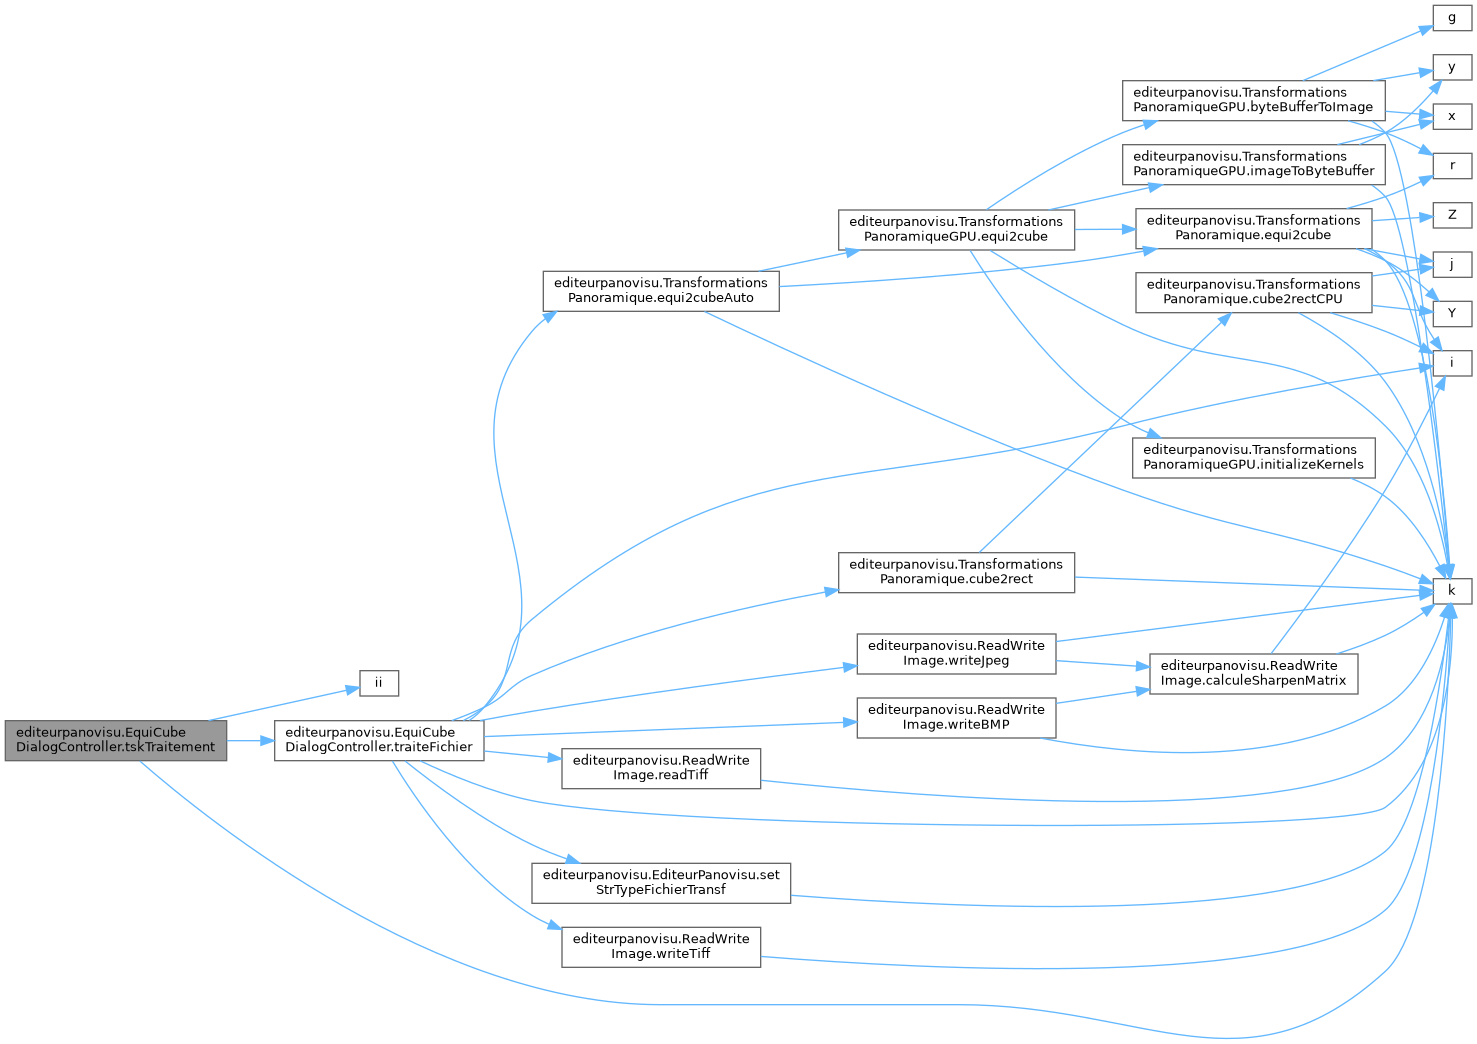 g
y
editeurpanovisu.Transformations
PanoramiqueGPU.byteBufferToImage
x
editeurpanovisu.Transformations
PanoramiqueGPU.imageToByteBuffer
r
editeurpanovisu.Transformations
PanoramiqueGPU.equi2cube
editeurpanovisu.Transformations
Panoramique.equi2cube
Z
j
editeurpanovisu.Transformations
Panoramique.equi2cubeAuto
editeurpanovisu.Transformations
Panoramique.cube2rectCPU
Y
i
editeurpanovisu.Transformations
PanoramiqueGPU.initializeKernels
editeurpanovisu.Transformations
Panoramique.cube2rect
k
editeurpanovisu.ReadWrite
Image.writeJpeg
editeurpanovisu.ReadWrite
Image.calculeSharpenMatrix
ii
editeurpanovisu.ReadWrite
Image.writeBMP
editeurpanovisu.EquiCube
DialogController.tskTraitement
editeurpanovisu.EquiCube
DialogController.traiteFichier
editeurpanovisu.ReadWrite
Image.readTiff
editeurpanovisu.EditeurPanovisu.set
StrTypeFichierTransf
editeurpanovisu.ReadWrite
Image.writeTiff